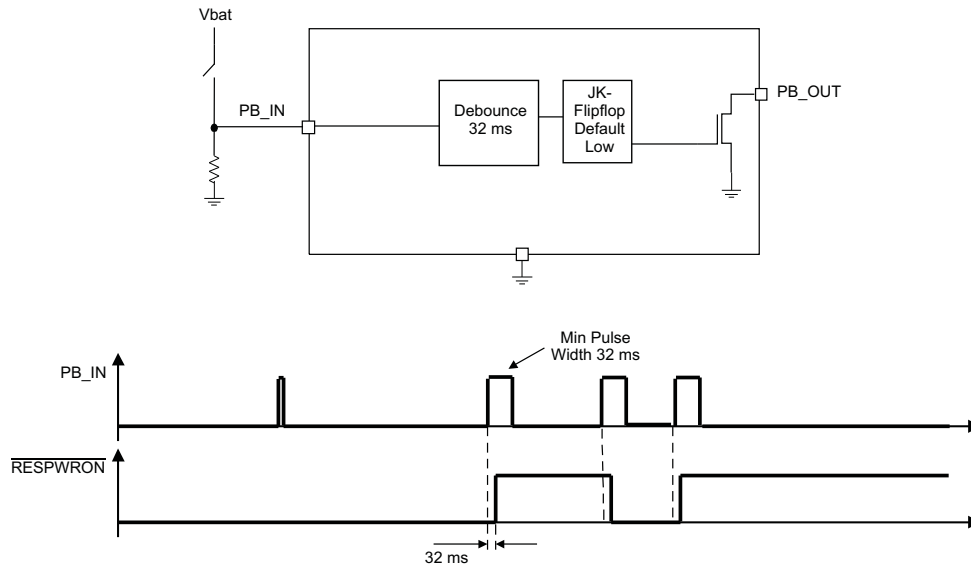 Vbat
PB_IN
Debounce
32 ms
JK-
Flipflop
Default
Low
PB_OUT
Min Pulse
Width 32 ms
PB_IN
RESPWRON
32 ms